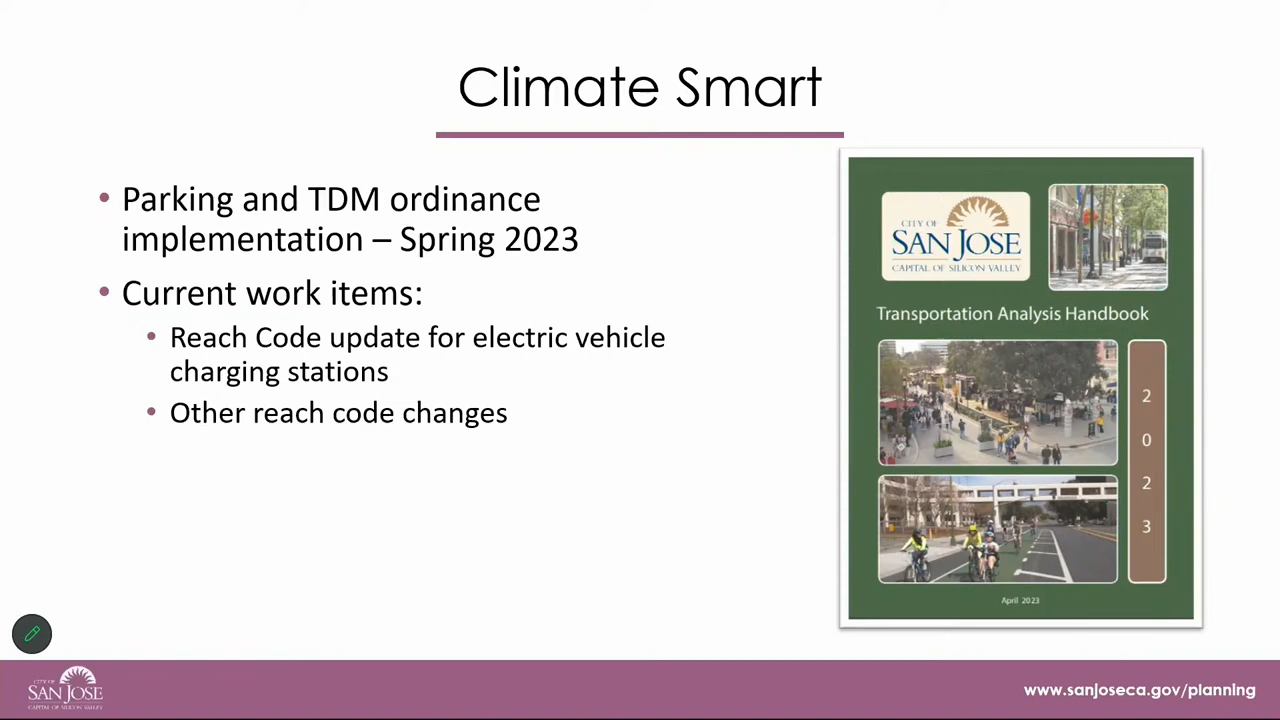 Climate Smart
• Parking and TDM ordinance
implementation – Spring 2023
• Current work items:
• Reach Code update for electric vehicle
charging stations
• Other reach code changes
CITY OF
SAN JOSE
CAPITAL OF SILICON VALLEY
Transportation Analysis Handbook
2
0
2
3
April 2023
CITY OF
SAN JOSE
CAPITAL OF SILICON VALLEY
www.sanjoseca.gov/planning